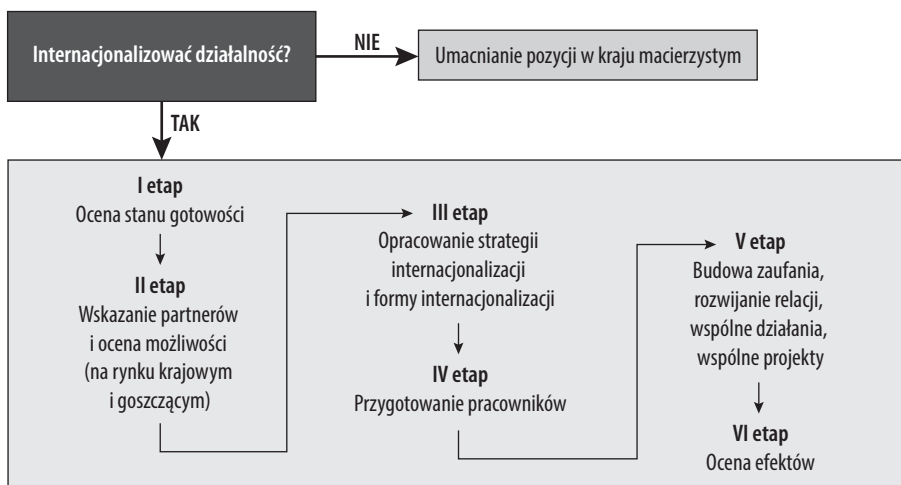 Internacjonalizować działalność?
NIE
Umacnianie pozycji w kraju macierzystym
TAK
I etap
Ocena stanu gotowości
II etap
Wskazanie partnerów
i ocena możliwości
(na rynku krajowym
i goszczącym)
III etap
Opracowanie strategii
internacjonalizacji
i formy internacjonalizacji
IV etap
Przygotowanie pracowników
V etap
Budowa zaufania,
rozwijanie relacji,
wspólne działania,
wspólne projekty
VI etap
Ocena efektów